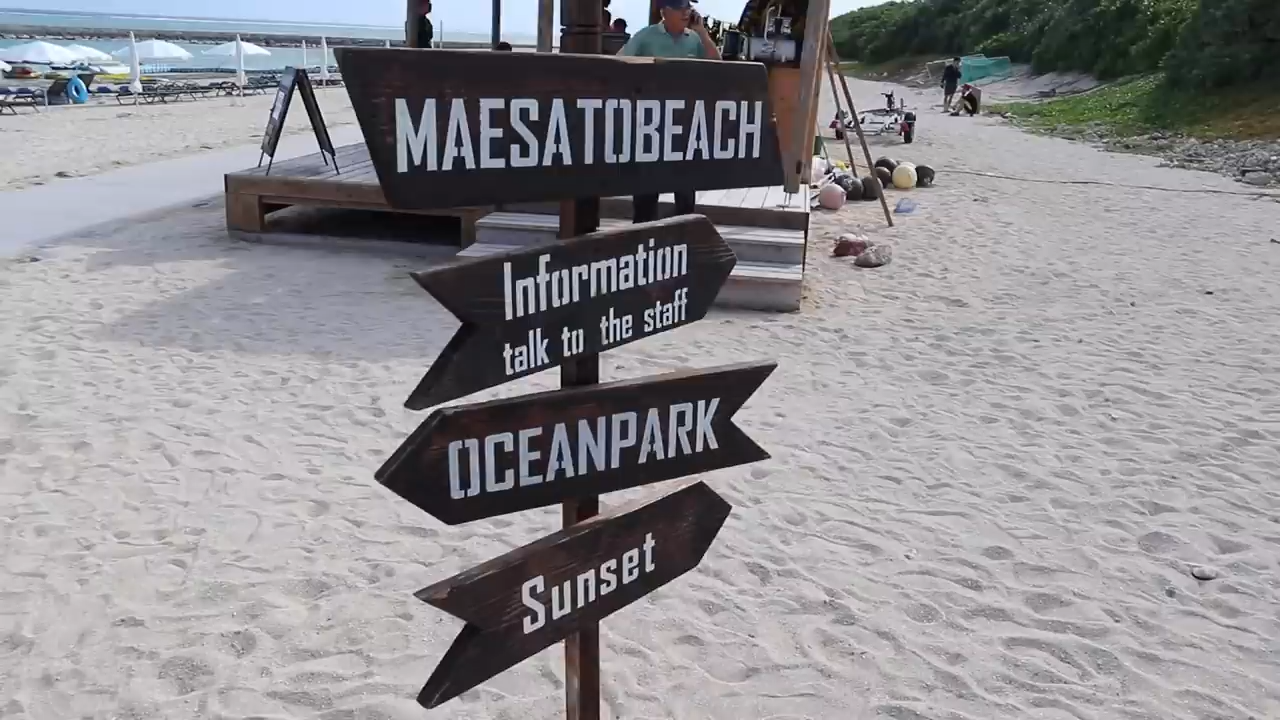 MAESATOBEACH
Information
talk to the staff
OCEANPARK
Sunset